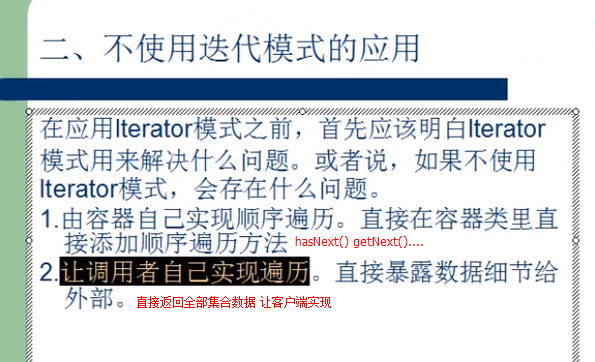 二、不使用迭代模式的应用
在应用Iterator模式之前，首先应该明白Iterator
模式用来解决什么问题。或者说，如果不使用
Iterator模式，会存在什么问题。
1.由容器自己实现顺序遍历。直接在容器类里直
接添加顺序遍历方法 hasNext() getNext()....
2.让调用者自己实现遍历。直接暴露数据细节给
外部。直接返回全部集合数据 让客户端实现